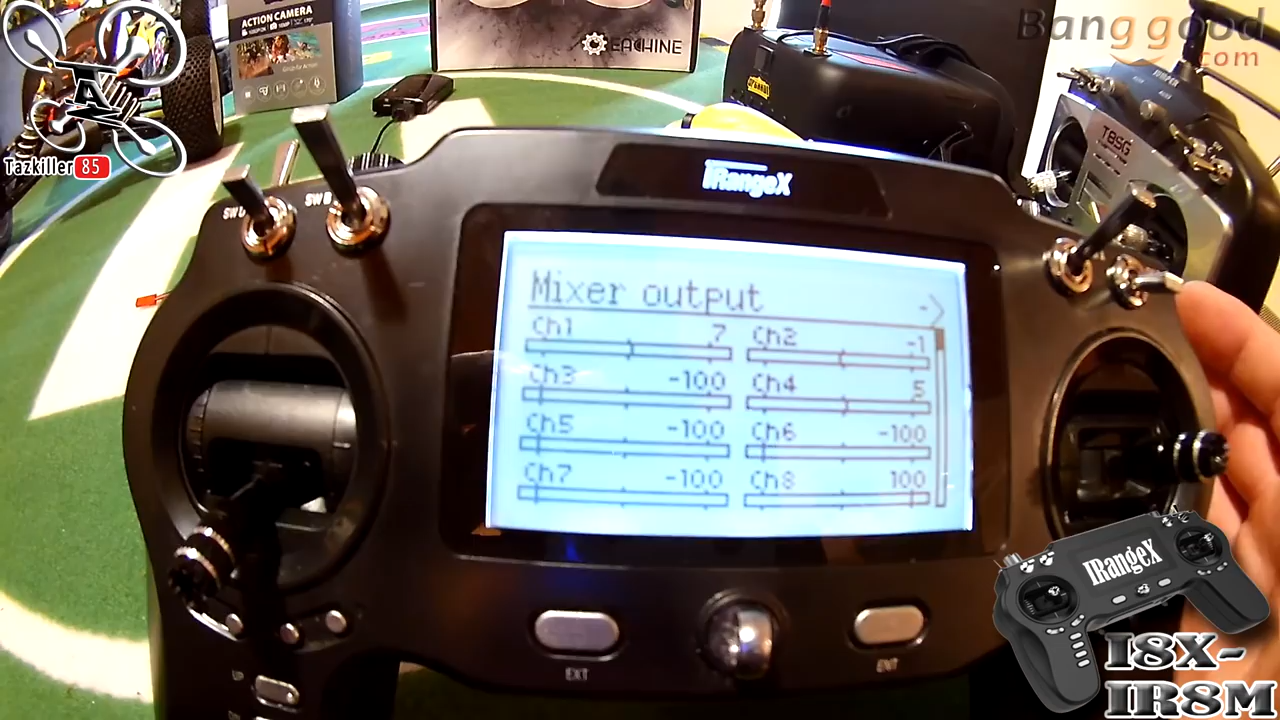 ACTION CAMERA
EACHINE
Banggood
.com
A
Tazkiller 85
T8SG
IRangeX
SW B
Mixer output
->
Ch1 7 Ch2 -1
Ch3 -100 Ch4 5
Ch5 -100 Ch6 -100
Ch7 -100 Ch8 100
EXT ENT
UP
IRangeX
I8X-
IR8M